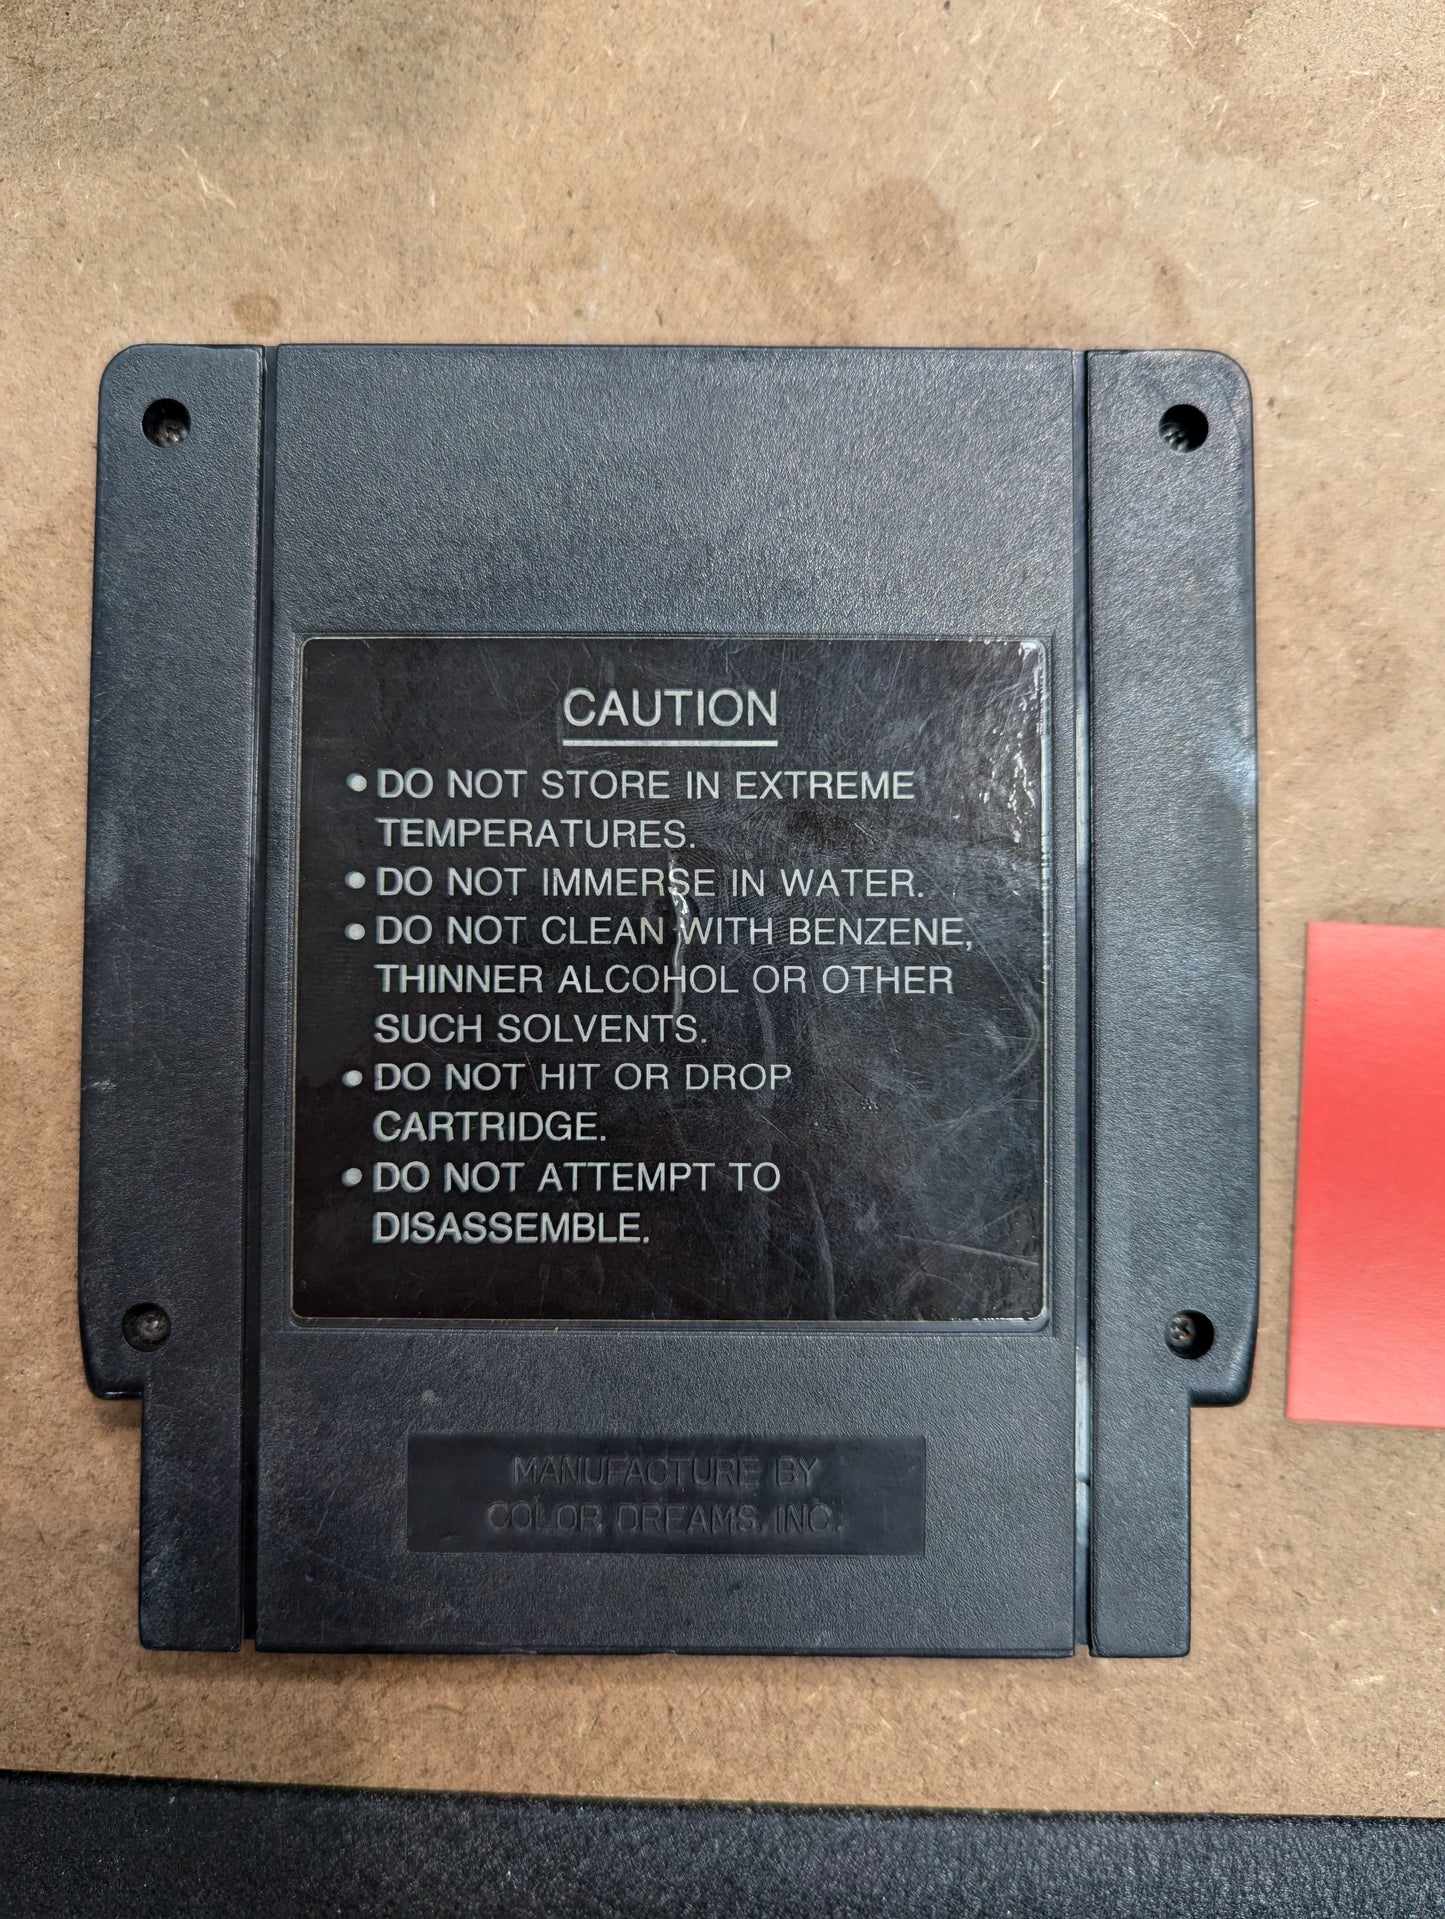 CAUTION
• DO NOT STORE IN EXTREME
TEMPERATURES.
• DO NOT IMMERSE IN WATER.
• DO NOT CLEAN WITH BENZENE,
THINNER ALCOHOL OR OTHER
SUCH SOLVENTS.
• DO NOT HIT OR DROP
CARTRIDGE.
• DO NOT ATTEMPT TO
DISASSEMBLE.
MANUFACTURE BY
COLOR DREAMS, INC.